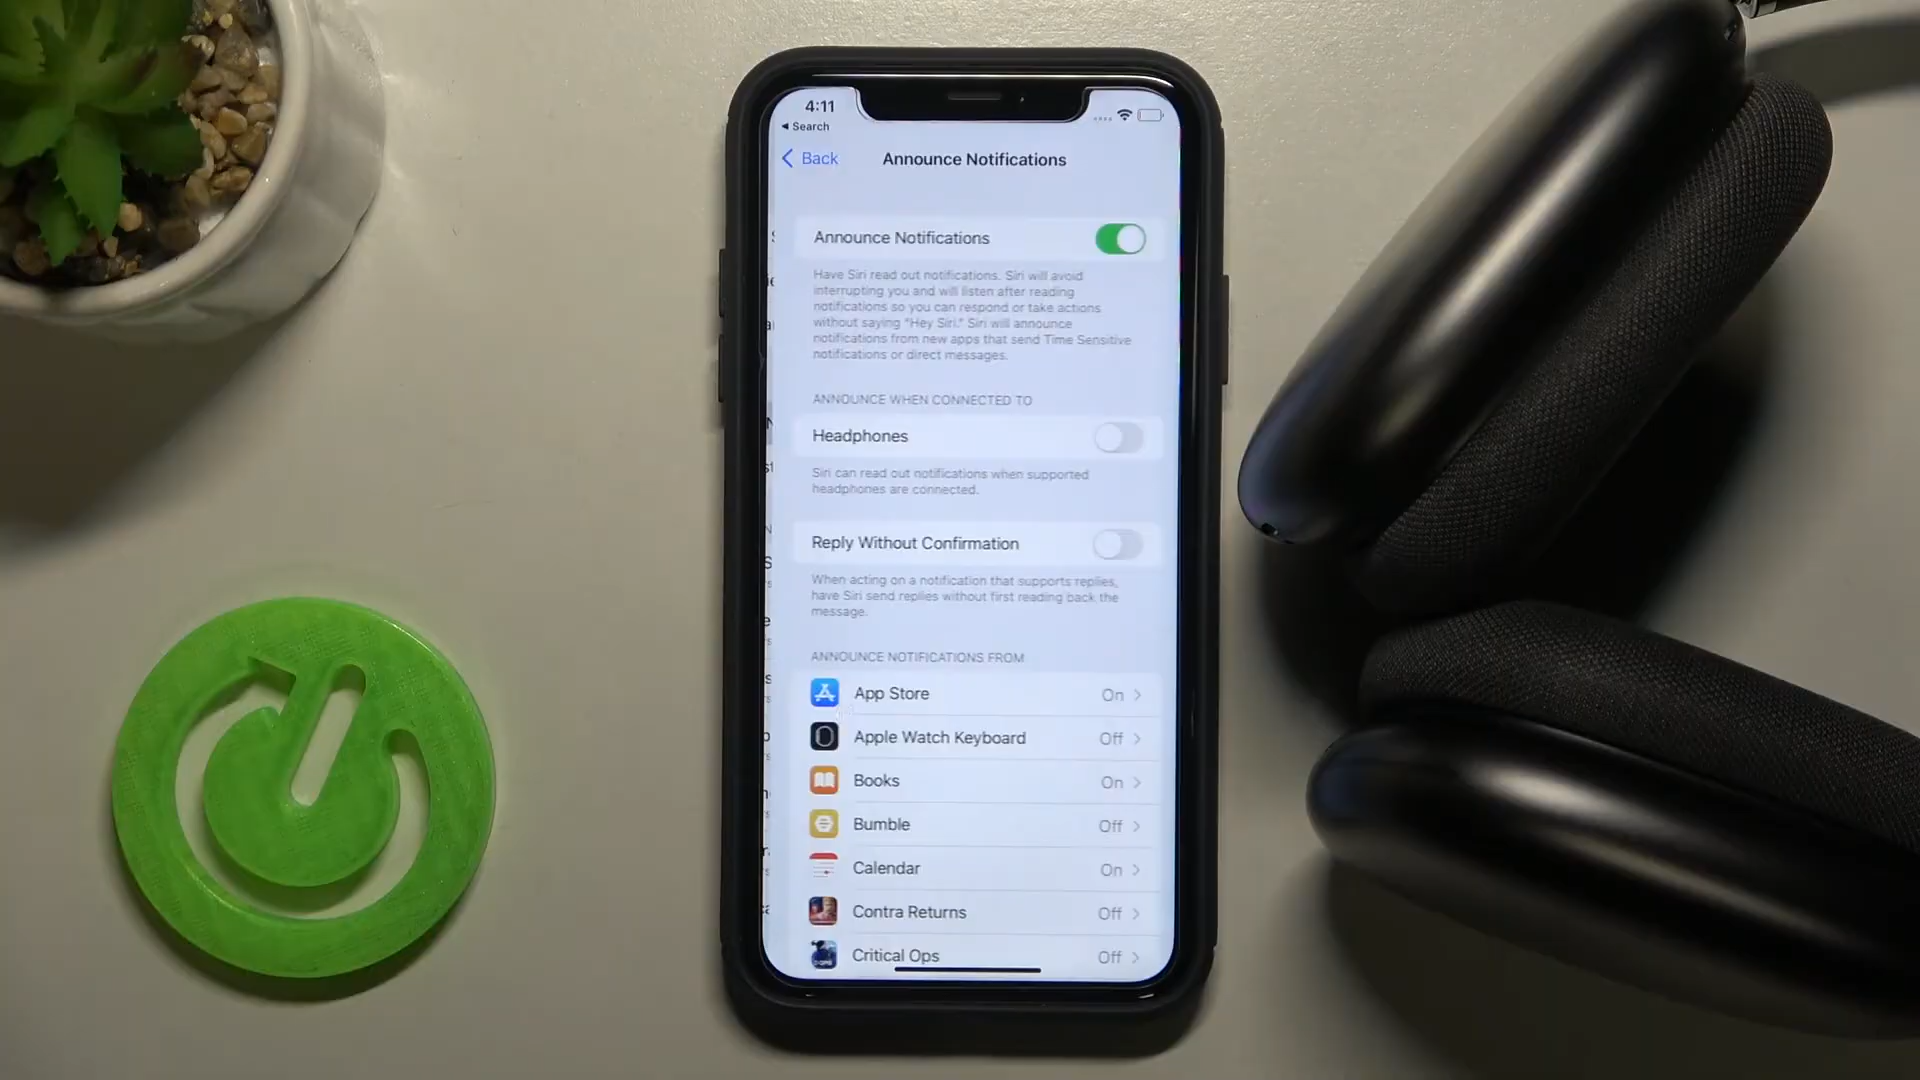 4:11
Search
Back
Announce Notifications
Announce Notifications
Have Siri read out notifications. Siri will avoid
interrupting you and will listen after reading
notifications so you can respond or take actions
without saying "Hey Siri." Siri will announce
notifications from new apps that send Time Sensitive
notifications or direct messages.
ANNOUNCE WHEN CONNECTED TO
Headphones
Siri can read out notifications when supported
headphones are connected.
Reply Without Confirmation
When acting on a notification that supports replies,
have Siri send replies without first reading back the
message.
ANNOUNCE NOTIFICATIONS FROM
App Store On
Apple Watch Keyboard Off
Books On
Bumble Off
Calendar On
Contra Returns Off
Critical Ops Off